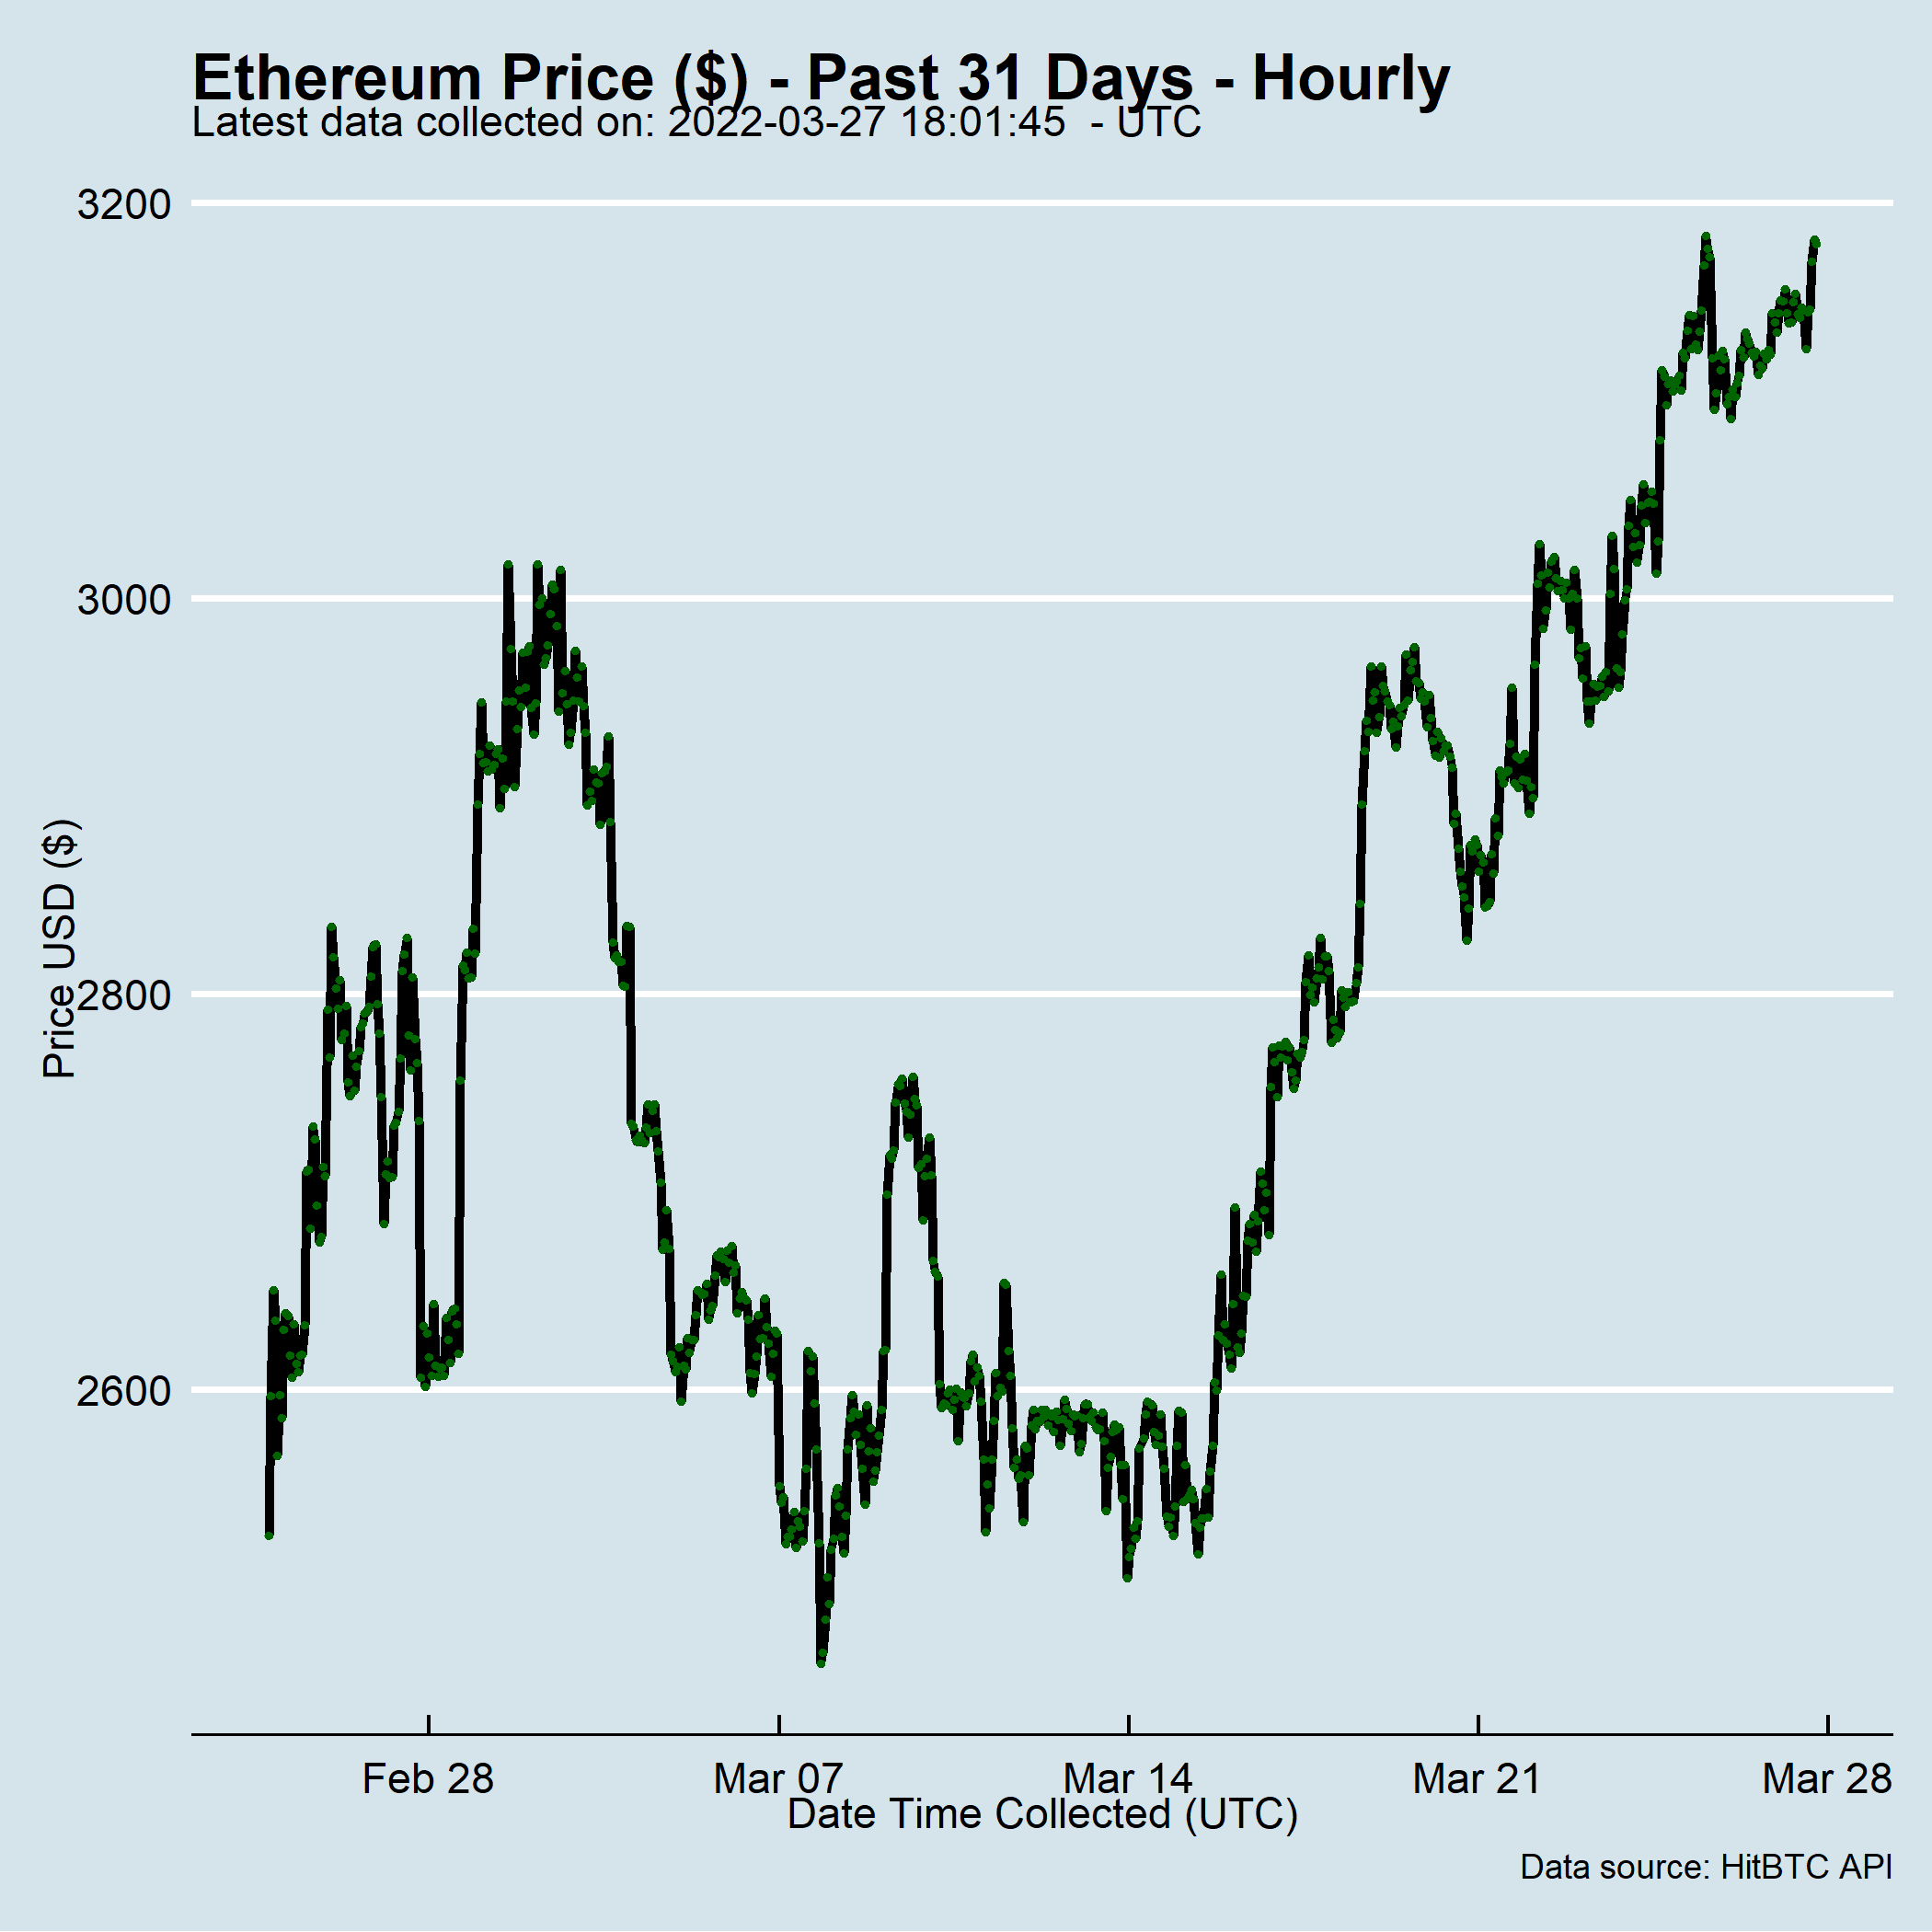 Ethereum Price ($) - Past 31 Days - Hourly
Latest data collected on: 2022-03-27 18:01:45  - UTC
3200
3000
2800
2600
Price USD ($)
Feb 28
Mar 07
Mar 14
Mar 21
Mar 28
Date Time Collected (UTC)
Data source: HitBTC API